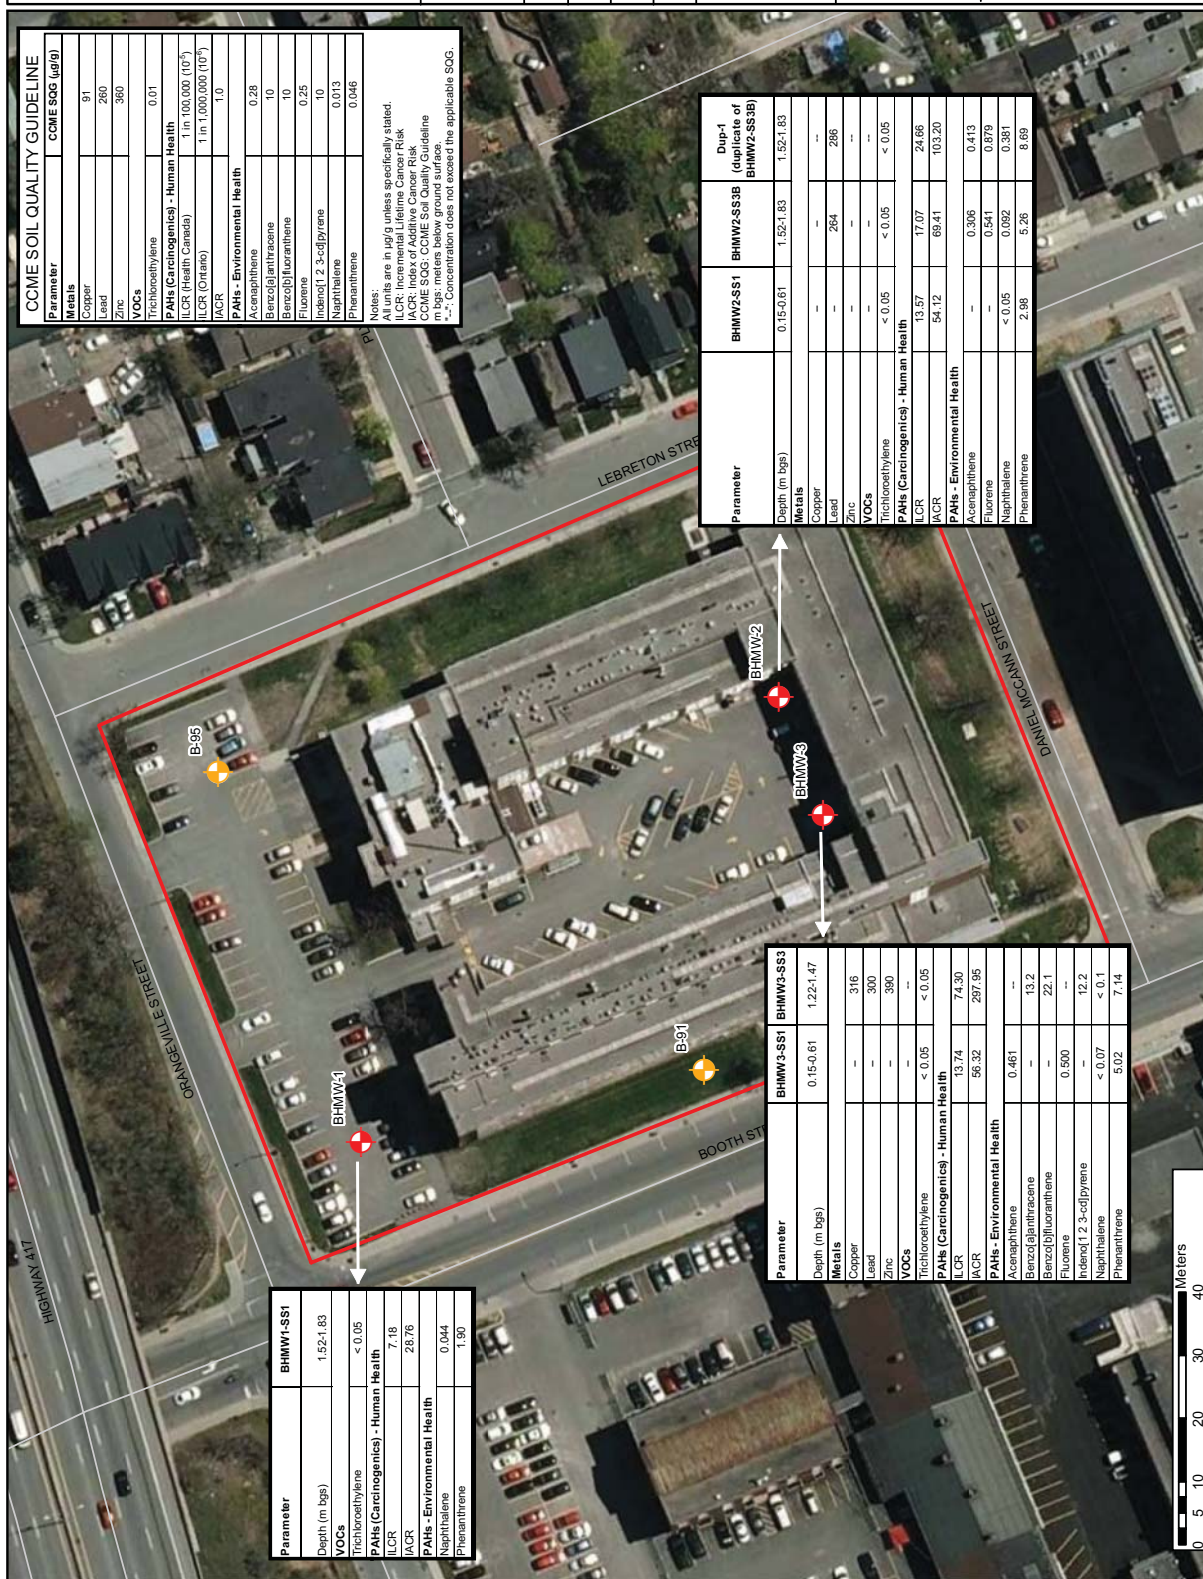 CCME SOIL QUALITY GUIDELINE
Parameter CCME SQG (µg/g)
Metals
Copper 91
Lead 260
Zinc 360
VOCs
Trichloroethylene 0.01
PAHs (Carcinogenics) - Human Health
ILCR (Health Canada) 1 in 100,000 (10⁻⁵)
ILCR (Ontario) 1 in 1,000,000 (10⁻⁶)
IACR 1.0
PAHs - Environmental Health
Acenaphthene 0.28
Benzo[a]anthracene 10
Benzo[b]fluoranthene 10
Fluorene 0.25
Indeno[1 2 3-cd]pyrene 10
Naphthalene 0.013
Phenanthrene 0.046
Notes:
All units are in µg/g unless specifically stated.
ILCR: Incremental Lifetime Cancer Risk
IACR: Index of Additive Cancer Risk
CCME SQG: CCME Soil Quality Guideline
m bgs: meters below ground surface.
"--": Concentration does not exceed the applicable SQG.
HIGHWAY 417
ORANGEVILLE STREET
LEBRETON STRE
PL
BOOTH ST
DANIEL MCCANN STREET
B-95
BHMW-1
B-91
BHMW-2
BHMW-3
Parameter BHMW1-SS1
Depth (m bgs) 1.52-1.83
VOCs
Trichloroethylene < 0.05
PAHs (Carcinogenics) - Human Health
ILCR 7.18
IACR 28.76
PAHs - Environmental Health
Naphthalene 0.044
Phenanthrene 1.90
Parameter BHMW2-SS1 BHMW2-SS3B Dup-1
(duplicate of
BHMW2-SS3B)
Depth (m bgs) 0.15-0.61 1.52-1.83 1.52-1.83
Metals
Copper -- -- --
Lead -- 264 286
Zinc -- -- --
VOCs -- -- --
Trichloroethylene < 0.05 < 0.05 < 0.05
PAHs (Carcinogenics) - Human Health
ILCR 13.57 17.07 24.66
IACR 54.12 69.41 103.20
PAHs - Environmental Health
Acenaphthene -- 0.306 0.413
Fluorene -- 0.541 0.879
Naphthalene < 0.05 0.092 0.381
Phenanthrene 2.98 5.26 8.69
Parameter BHMW3-SS1 BHMW3-SS3
Depth (m bgs) 0.15-0.61 1.22-1.47
Metals
Copper -- 316
Lead -- 300
Zinc -- 390
VOCs -- --
Trichloroethylene < 0.05 < 0.05
PAHs (Carcinogenics) - Human Health
ILCR 13.74 74.30
IACR 56.32 297.95
PAHs - Environmental Health
Acenaphthene 0.461 --
Benzo[a]anthracene -- 13.2
Benzo[b]fluoranthene -- 22.1
Fluorene 0.500 --
Indeno[1 2 3-cd]pyrene -- 12.2
Naphthalene < 0.07 < 0.1
Phenanthrene 5.02 7.14
0 5 10 20 30 40
Meters